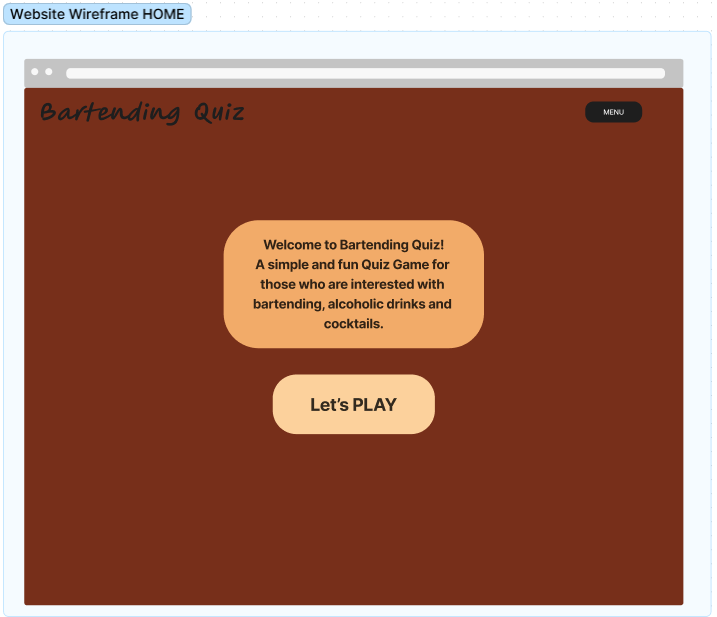 Website Wireframe HOME
Bartending Quiz
MENU
Welcome to Bartending Quiz!
A simple and fun Quiz Game for
those who are interested with
bartending, alcoholic drinks and
cocktails.
Let's PLAY